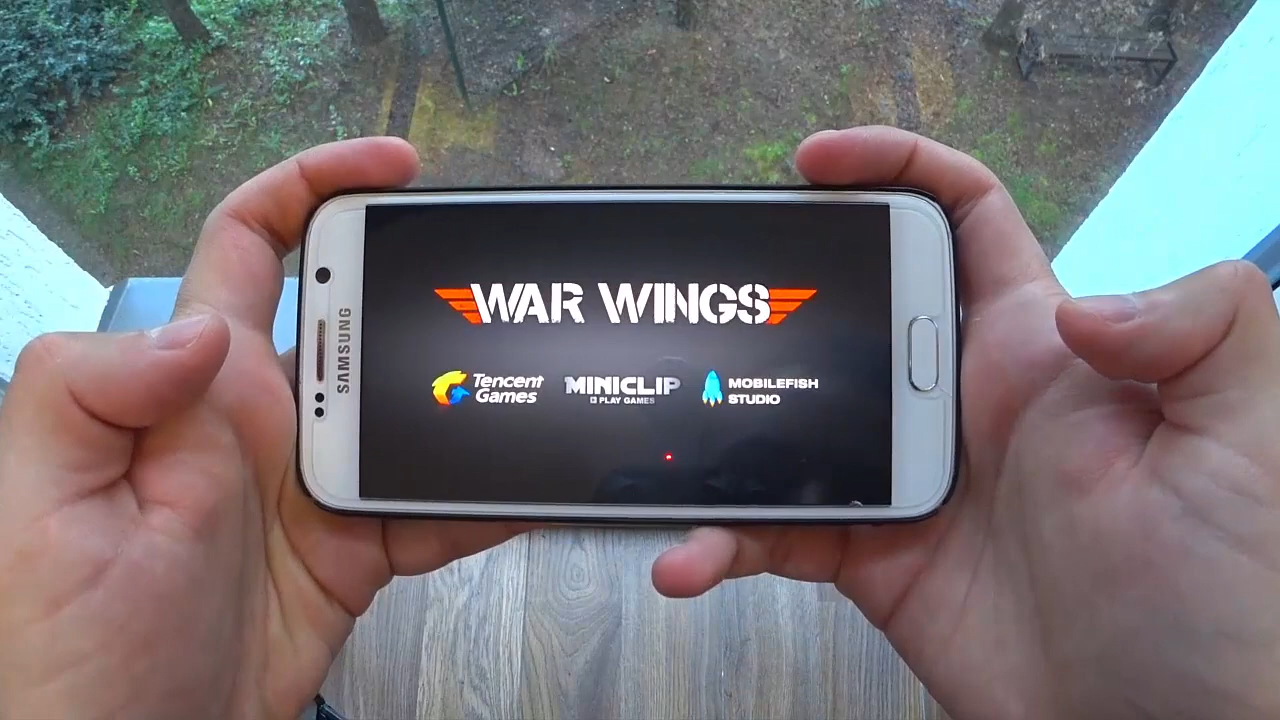 SAMSUNG
WAR WINGS
Tencent
Games
MINICLIP
PLAY GAMES
MOBILEFISH
STUDIO